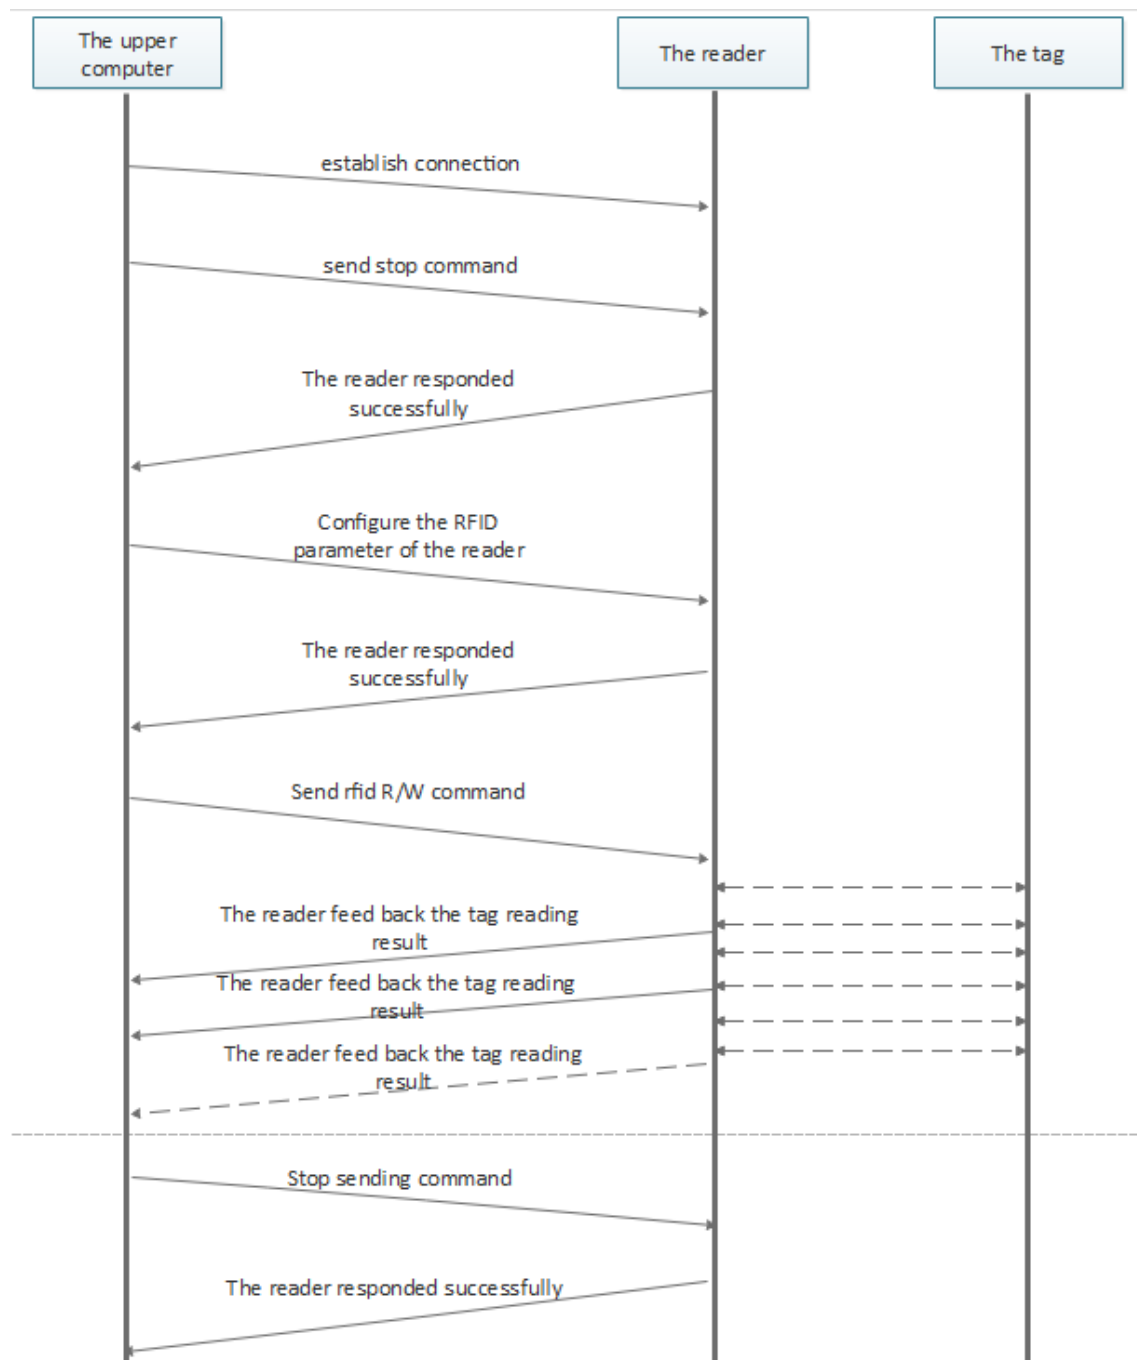 The upper
computer
The reader
The tag
establish connection
send stop command
The reader responded
successfully
Configure the RFID
parameter of the reader
The reader responded
successfully
Send rfid R/W command
The reader feed back the tag reading
result
The reader feed back the tag reading
result
The reader feed back the tag reading
result
Stop sending command
The reader responded successfully